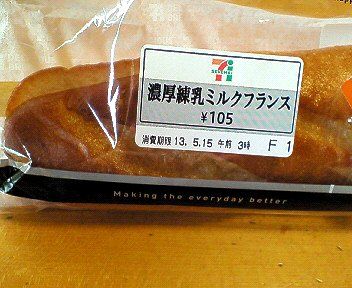 7
SEVEN ELEVEN
濃厚練乳ミルクフランス
¥105
消費期限 13. 5.15 午前 3時 F 1
Making the everyday better